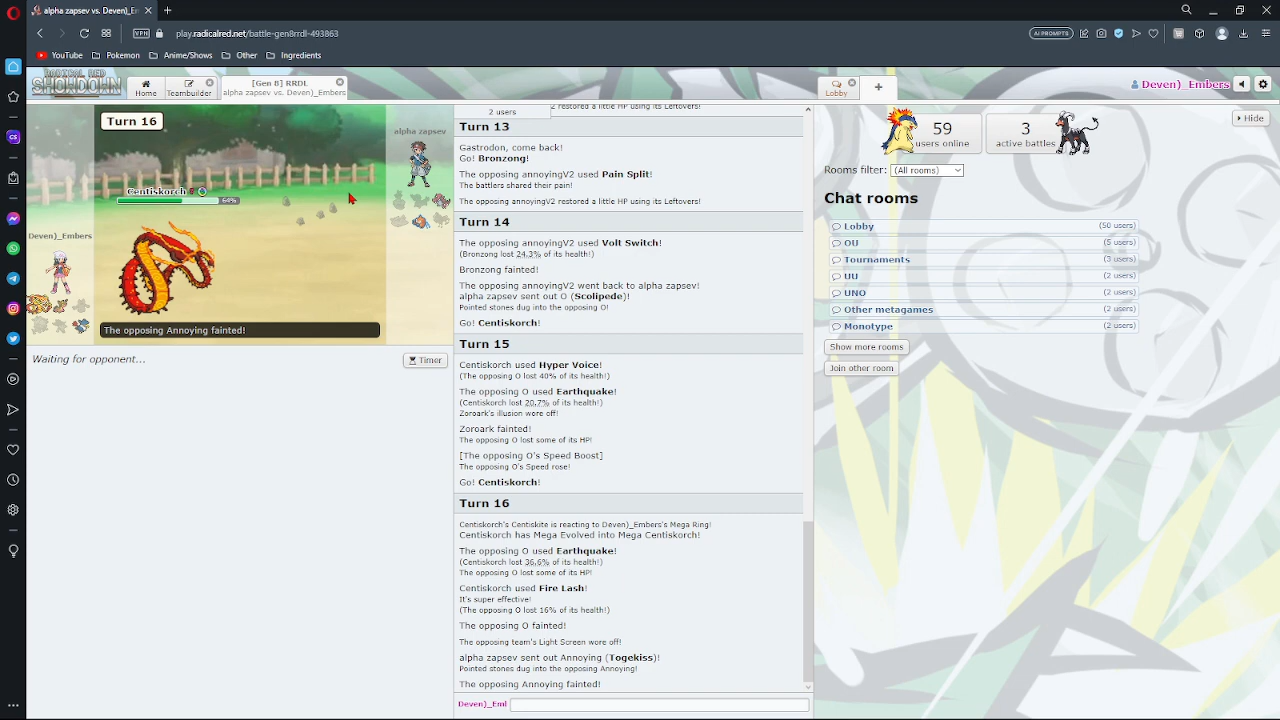 alpha zapsev vs. Deven)_Em
VPN
play.radicalred.net/battle-gen8rrdl-493863
AI PROMPTS
YouTube
Pokemon
Anime/Shows
Other
Ingredients
RADICAL RED
SHOWDOWN
Home
Teambuilder
[Gen 8] RRDL
alpha zapsev vs. Deven)_Embers
Lobby
Deven)_Embers
Turn 16
Centiskorch
64%
alpha zapsev
Deven)_Embers
The opposing Annoying fainted!
Waiting for opponent...
Timer
2 users
2 restored a little HP using its Leftovers!
Turn 13
Gastrodon, come back!
Go! Bronzong!
The opposing annoyingV2 used Pain Split!
The battlers shared their pain!
The opposing annoyingV2 restored a little HP using its Leftovers!
Turn 14
The opposing annoyingV2 used Volt Switch!
(Bronzong lost 24.3% of its health!)
Bronzong fainted!
The opposing annoyingV2 went back to alpha zapsev!
alpha zapsev sent out O (Scolipede)!
Pointed stones dug into the opposing O!
Go! Centiskorch!
Turn 15
Centiskorch used Hyper Voice!
(The opposing O lost 40% of its health!)
The opposing O used Earthquake!
(Centiskorch lost 20.7% of its health!)
Zoroark's illusion wore off!
Zoroark fainted!
The opposing O lost some of its HP!
[The opposing O's Speed Boost]
The opposing O's Speed rose!
Go! Centiskorch!
Turn 16
Centiskorch's Centiskite is reacting to Deven)_Embers's Mega Ring!
Centiskorch has Mega Evolved into Mega Centiskorch!
The opposing O used Earthquake!
(Centiskorch lost 36.6% of its health!)
The opposing O lost some of its HP!
Centiskorch used Fire Lash!
It's super effective!
(The opposing O lost 16% of its health!)
The opposing O fainted!
The opposing team's Light Screen wore off!
alpha zapsev sent out Annoying (Togekiss)!
Pointed stones dug into the opposing Annoying!
The opposing Annoying fainted!
Deven)_Eml
59
users online
3
active battles
Hide
Rooms filter: (All rooms)
Chat rooms
Lobby (50 users)
OU (5 users)
Tournaments (3 users)
UU (2 users)
UNO (2 users)
Other metagames (2 users)
Monotype (2 users)
Show more rooms
Join other room